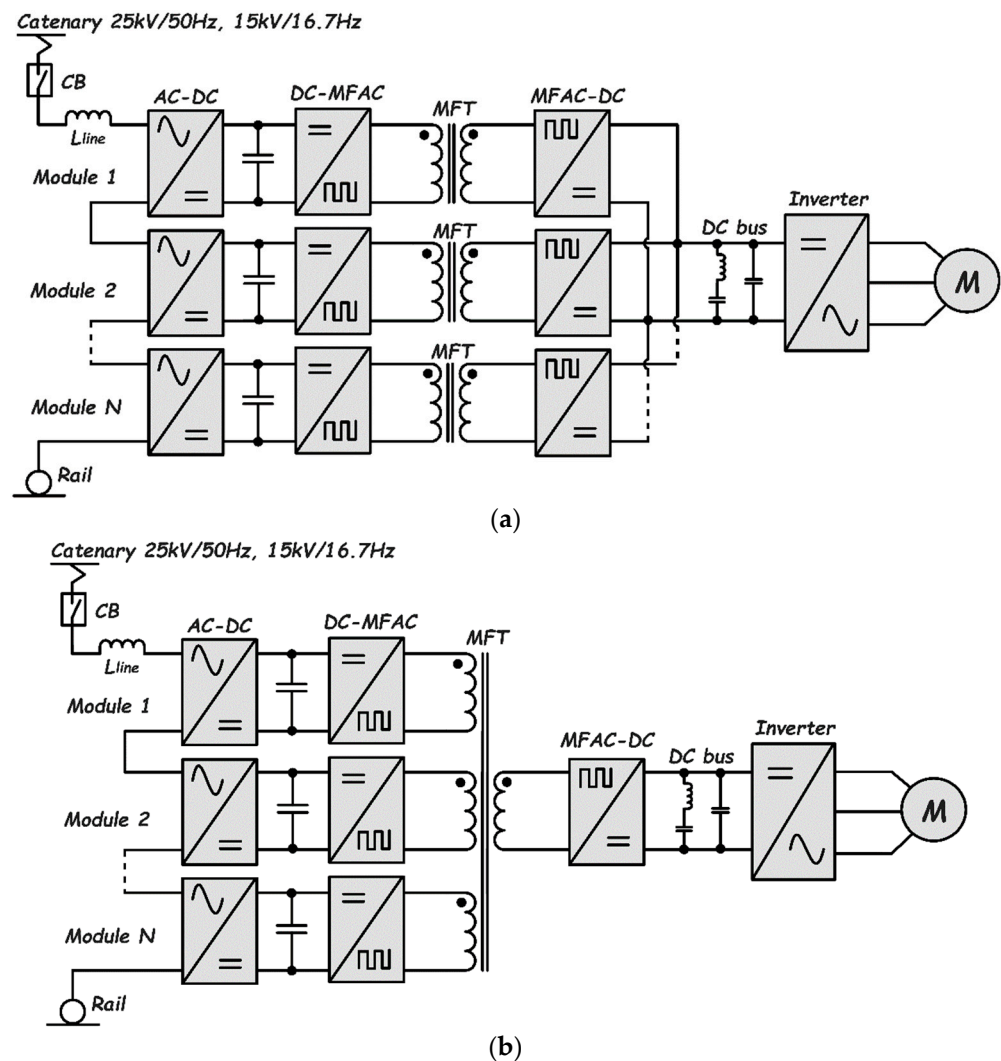 Catenary 25kV/50Hz, 15kV/16.7Hz
CB
AC-DC
DC-MFAC
MFT
MFAC-DC
Lline
Module 1
Inverter
MFT
DC bus
Module 2
M
MFT
Module N
Rail
(a)
Catenary 25kV/50Hz, 15kV/16.7Hz
CB
AC-DC
DC-MFAC
MFT
Lline
Module 1
MFAC-DC
DC bus
Inverter
Module 2
M
Module N
Rail
(b)